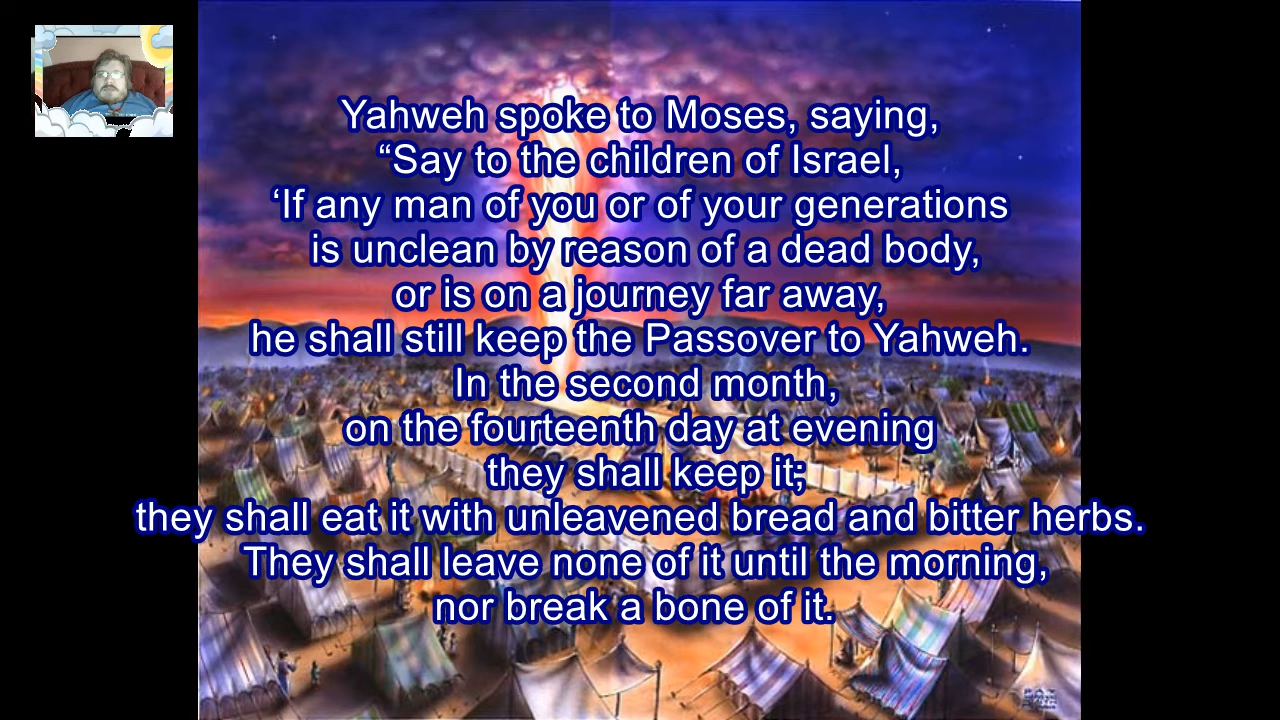 Yahweh spoke to Moses, saying,
“Say to the children of Israel,
‘If any man of you or of your generations
is unclean by reason of a dead body,
or is on a journey far away,
he shall still keep the Passover to Yahweh.
In the second month,
on the fourteenth day at evening
they shall keep it;
they shall eat it with unleavened bread and bitter herbs.
They shall leave none of it until the morning,
nor break a bone of it.